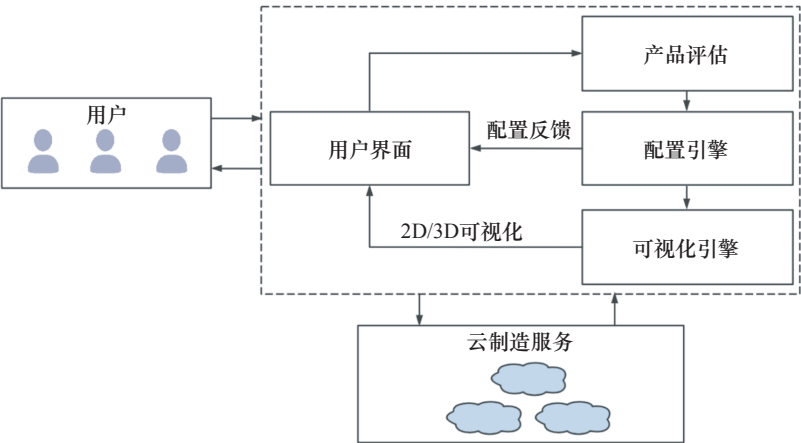 产品评估
用户
配置反馈
用户界面
配置引擎
2D/3D可视化
可视化引擎
云制造服务